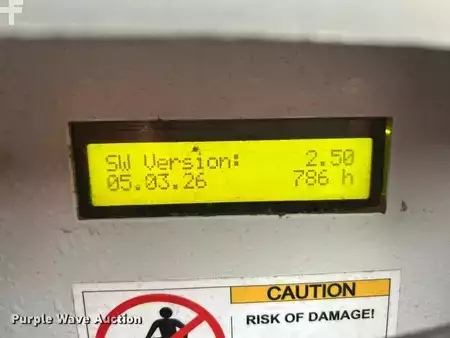 SW Version: 2.50
05.03.26 786 h
CAUTION
RISK OF DAMAGE!
Purple Wave Auction